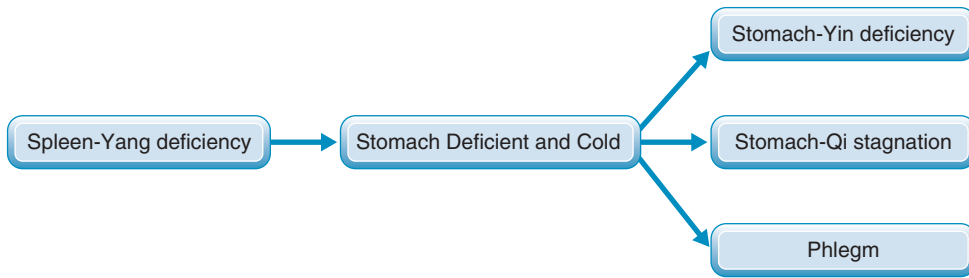 Stomach-Yin deficiency
Spleen-Yang deficiency
Stomach Deficient and Cold
Stomach-Qi stagnation
Phlegm